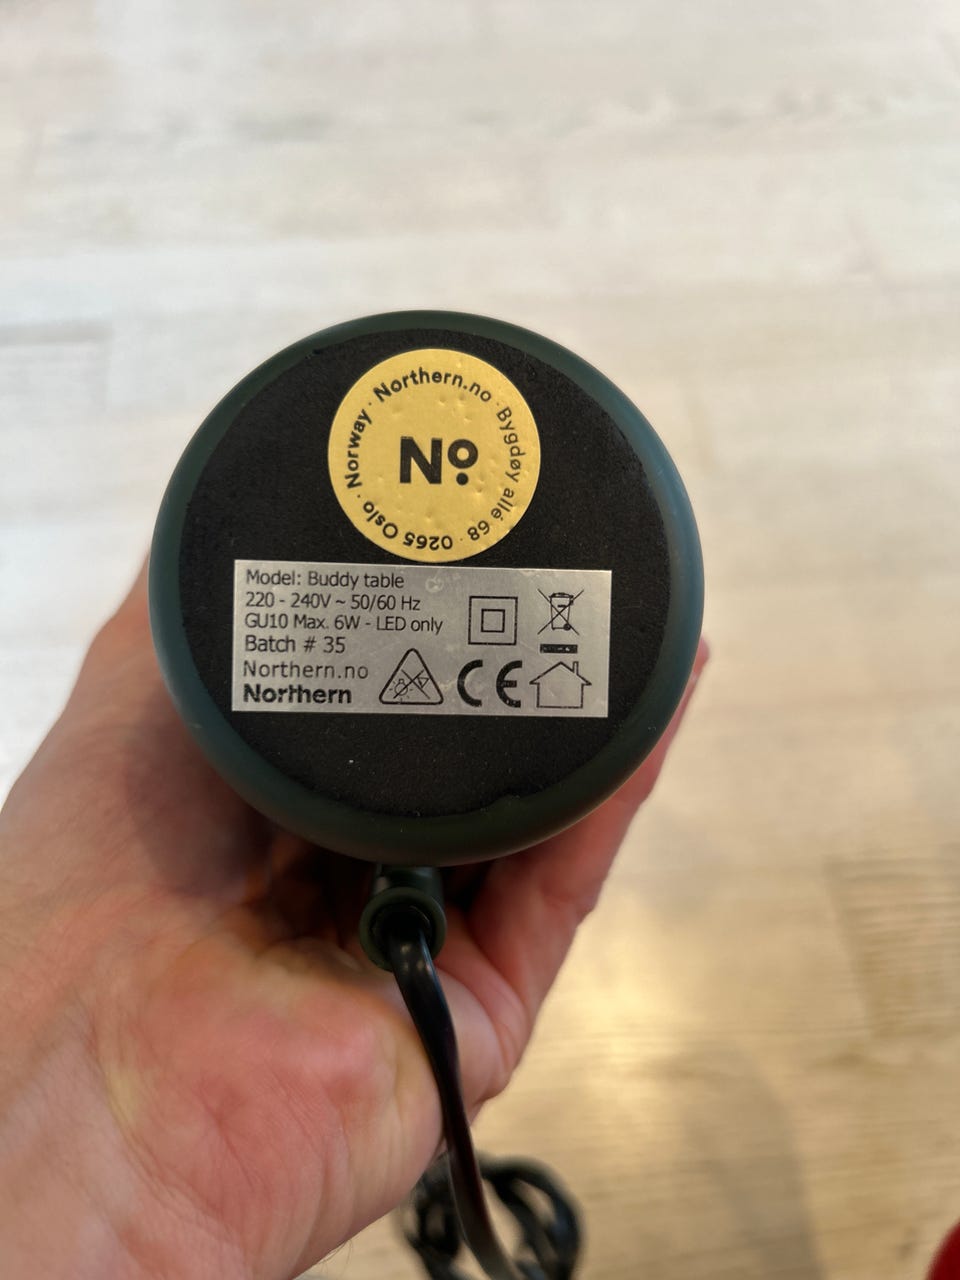 Northern.no · Bygdøy allé 68 · 0265 Oslo · Norway ·
Nº
Model: Buddy table
220 - 240V ~ 50/60 Hz
GU10 Max. 6W - LED only
Batch # 35
Northern.no
Northern
CE